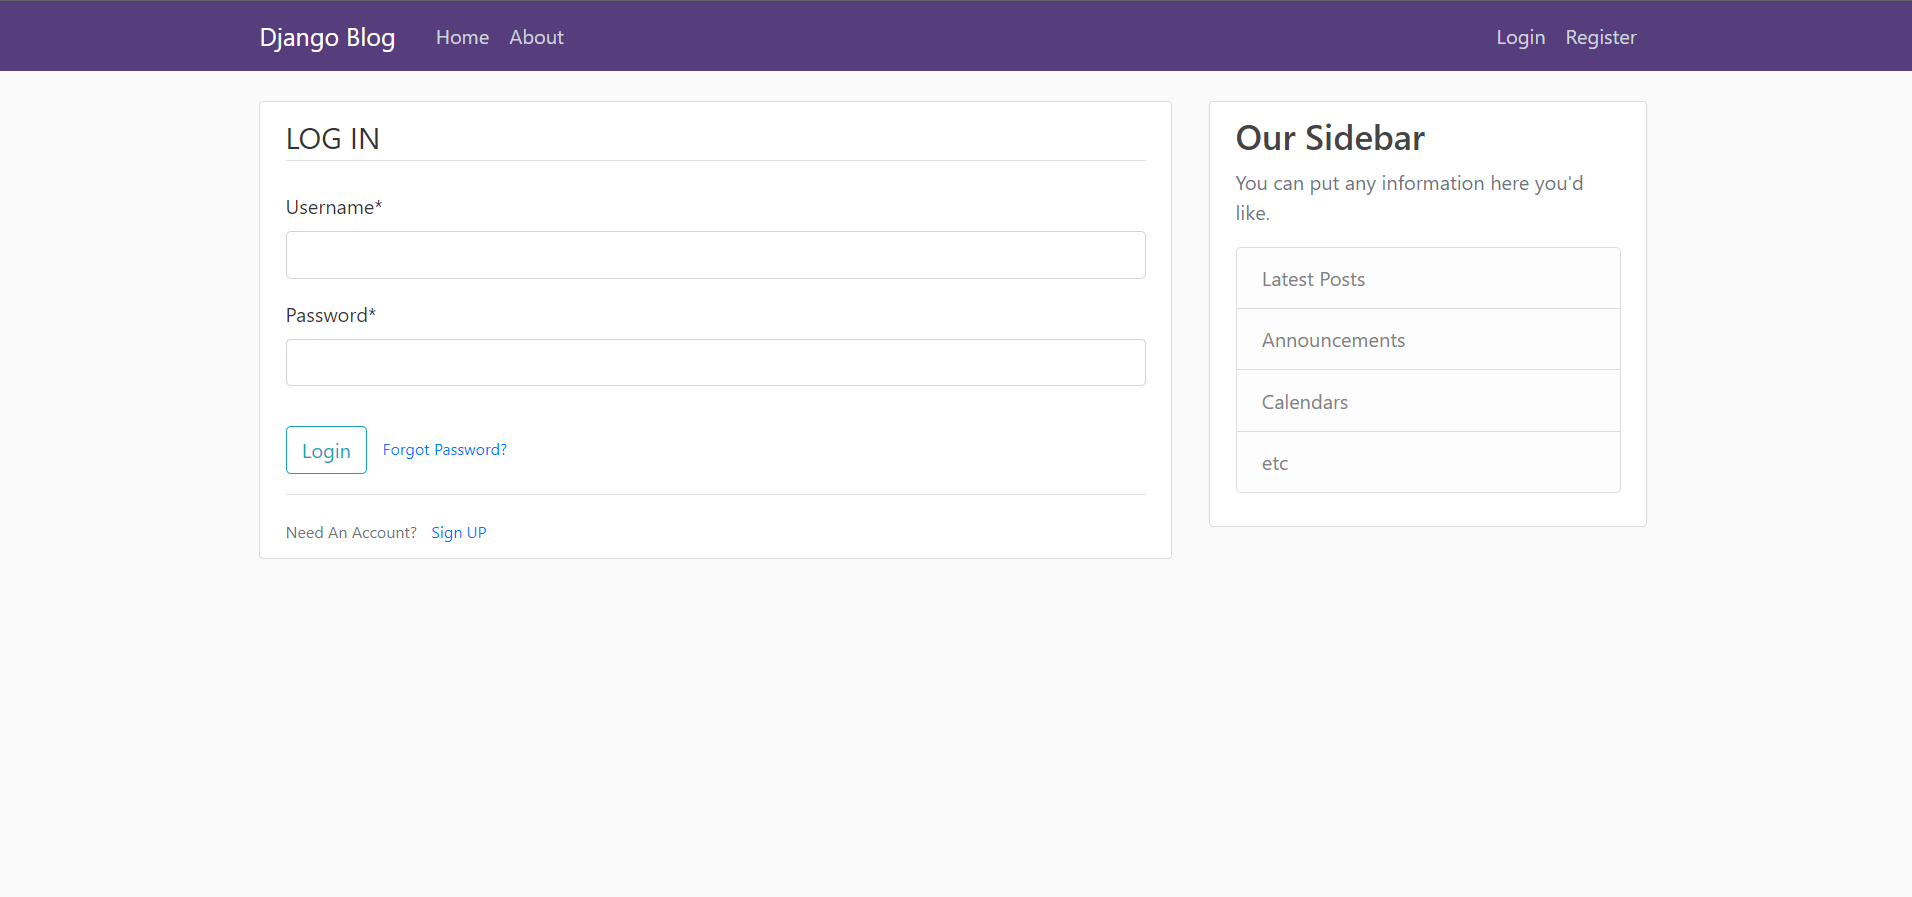 Django Blog Home About Login Register
LOG IN
Username*
Password*
Login Forgot Password?
Need An Account? Sign UP
Our Sidebar
You can put any information here you'd
like.
Latest Posts
Announcements
Calendars
etc